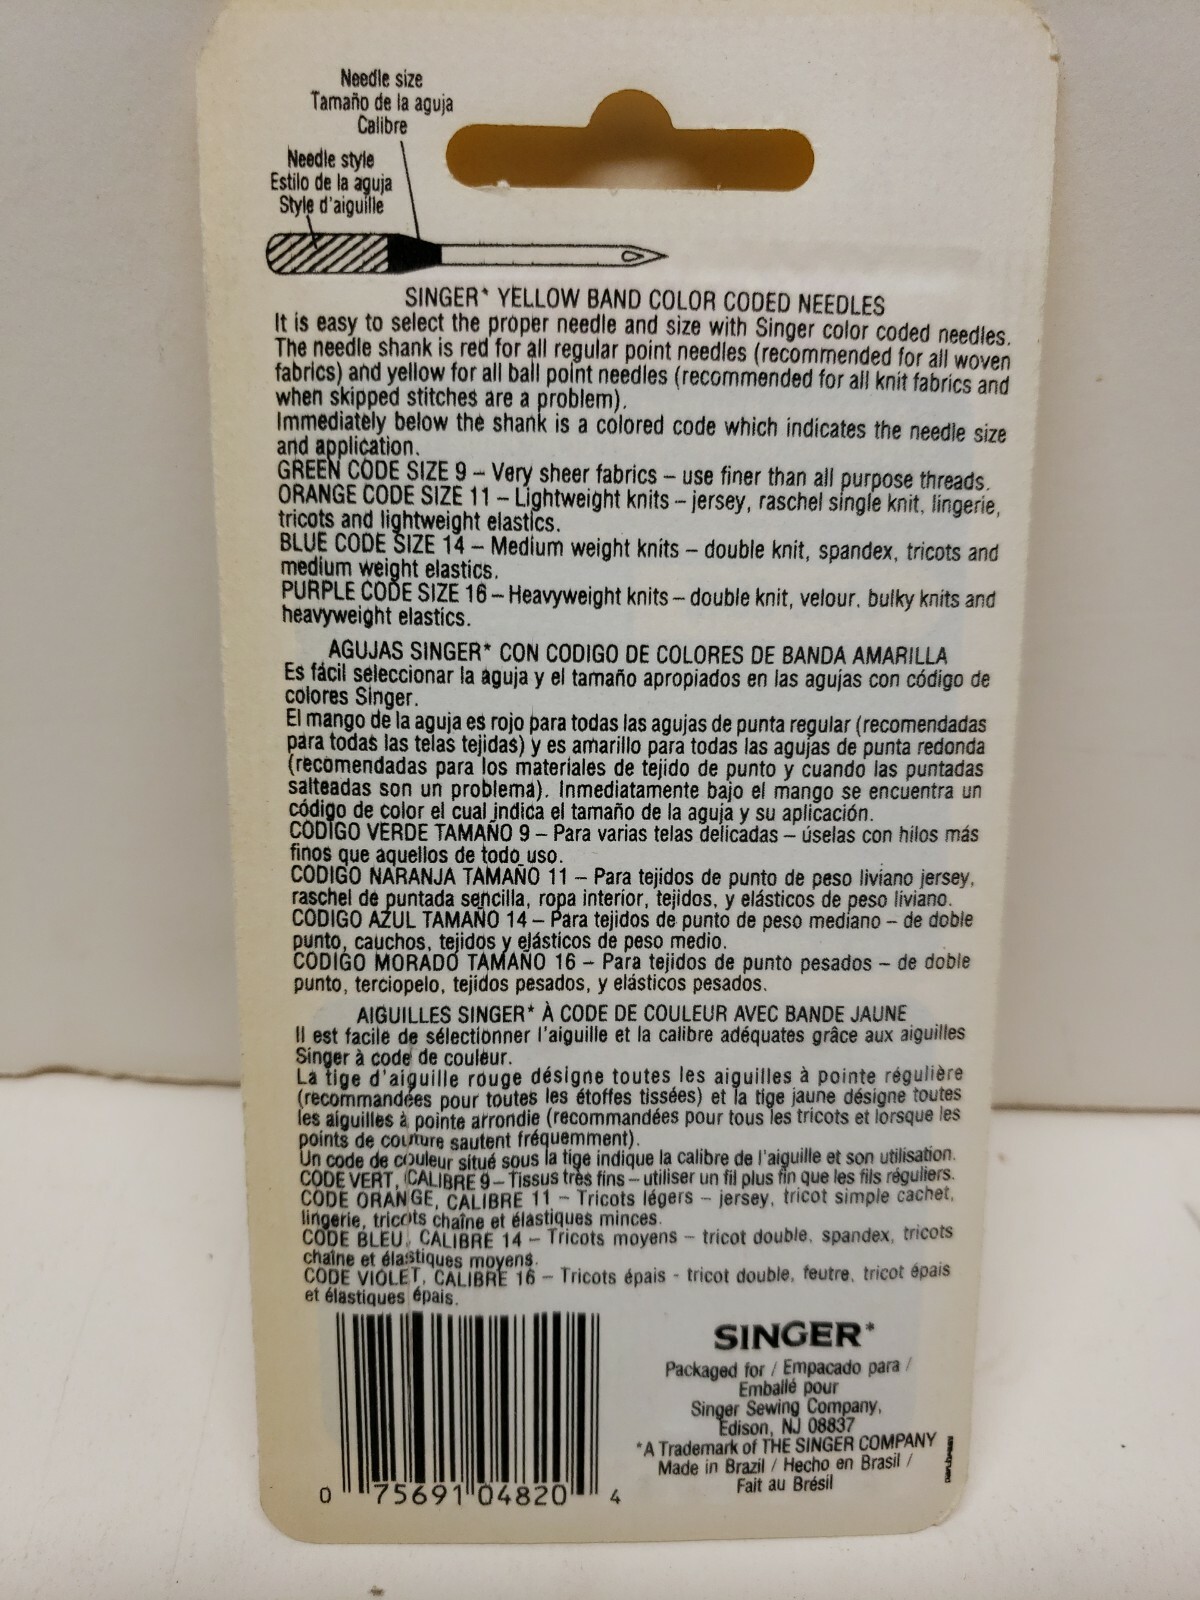 Needle size
Tamaño de la aguja
Calibre
Needle style
Estilo de la aguja
Style d'aiguille
SINGER* YELLOW BAND COLOR CODED NEEDLES
It is easy to select the proper needle and size with Singer color coded needles.
The needle shank is red for all regular point needles (recommended for all woven
fabrics) and yellow for all ball point needles (recommended for all knit fabrics and
when skipped stitches are a problem).
Immediately below the shank is a colored code which indicates the needle size
and application.
GREEN CODE SIZE 9 – Very sheer fabrics – use finer than all purpose threads.
ORANGE CODE SIZE 11 – Lightweight knits – jersey, raschel single knit, lingerie,
tricots and lightweight elastics.
BLUE CODE SIZE 14 – Medium weight knits – double knit, spandex, tricots and
medium weight elastics.
PURPLE CODE SIZE 16 – Heavyweight knits – double knit, velour, bulky knits and
heavyweight elastics.
AGUJAS SINGER* CON CODIGO DE COLORES DE BANDA AMARILLA
Es fácil seleccionar la aguja y el tamaño apropiados en las agujas con código de
colores Singer.
El mango de la aguja es rojo para todas las agujas de punta regular (recomendadas
para todas las telas tejidas) y es amarillo para todas las agujas de punta redonda
(recomendadas para los materiales de tejido de punto y cuando las puntadas
salteadas son un problema). Inmediatamente bajo el mango se encuentra un
código de color el cual indica el tamaño de la aguja y su aplicación.
CODIGO VERDE TAMAÑO 9 – Para varias telas delicadas – úselas con hilos más
finos que aquellos de todo uso.
CODIGO NARANJA TAMAÑO 11 – Para tejidos de punto de peso liviano jersey,
raschel de puntada sencilla, ropa interior, tejidos, y elásticos de peso liviano.
CODIGO AZUL TAMAÑO 14 – Para tejidos de punto de peso mediano – de doble
punto, cauchos, tejidos y elásticos de peso medio.
CODIGO MORADO TAMAÑO 16 – Para tejidos de punto pesados – de doble
punto, terciopelo, tejidos pesados, y elásticos pesados.
AIGUILLES SINGER* À CODE DE COULEUR AVEC BANDE JAUNE
Il est facile de sélectionner l'aiguille et la calibre adéquates grâce aux aiguilles
Singer à code de couleur.
La tige d'aiguille rouge désigne toutes les aiguilles à pointe régulière
(recommandées pour toutes les étoffes tissées) et la tige jaune désigne toutes
les aiguilles à pointe arrondie (recommandées pour tous les tricots et lorsque les
points de couture sautent fréquemment).
Un code de couleur situé sous la tige indique la calibre de l'aiguille et son utilisation.
CODE VERT, CALIBRE 9 – Tissus très fins – utiliser un fil plus fin que les fils réguliers.
CODE ORANGE, CALIBRE 11 – Tricots légers – jersey, tricot simple cachet,
lingerie, tricots chaîne et élastiques minces.
CODE BLEU, CALIBRE 14 – Tricots moyens – tricot double, spandex, tricots
chaîne et élastiques moyens.
CODE VIOLET, CALIBRE 16 – Tricots épais - tricot double, feutre, tricot épais
et élastiques épais.
0 75691 04820 4
SINGER*
Packaged for / Empacado para /
Emballé pour
Singer Sewing Company,
Edison, NJ 08837
*A Trademark of THE SINGER COMPANY
Made in Brazil / Hecho en Brasil /
Fait au Brésil